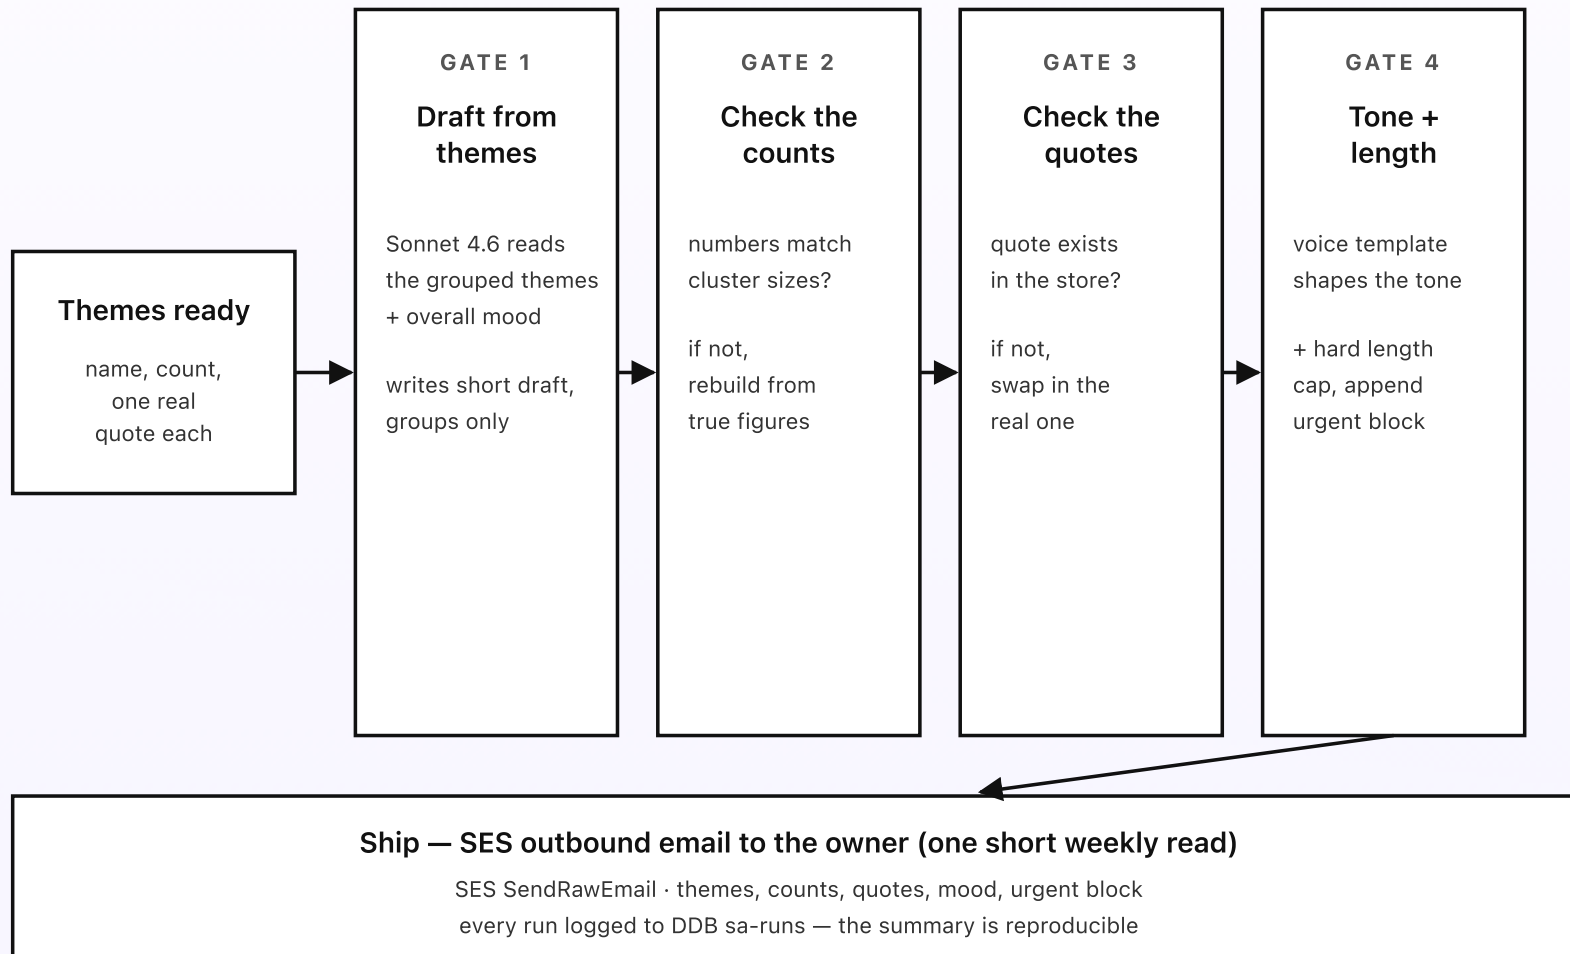 Themes ready
name, count,
one real
quote each
GATE 1
Draft from
themes
Sonnet 4.6 reads
the grouped themes
+ overall mood
writes short draft,
groups only
GATE 2
Check the
counts
numbers match
cluster sizes?
if not,
rebuild from
true figures
GATE 3
Check the
quotes
quote exists
in the store?
if not,
swap in the
real one
GATE 4
Tone +
length
voice template
shapes the tone
+ hard length
cap, append
urgent block
Ship — SES outbound email to the owner (one short weekly read)
SES SendRawEmail · themes, counts, quotes, mood, urgent block
every run logged to DDB sa-runs — the summary is reproducible